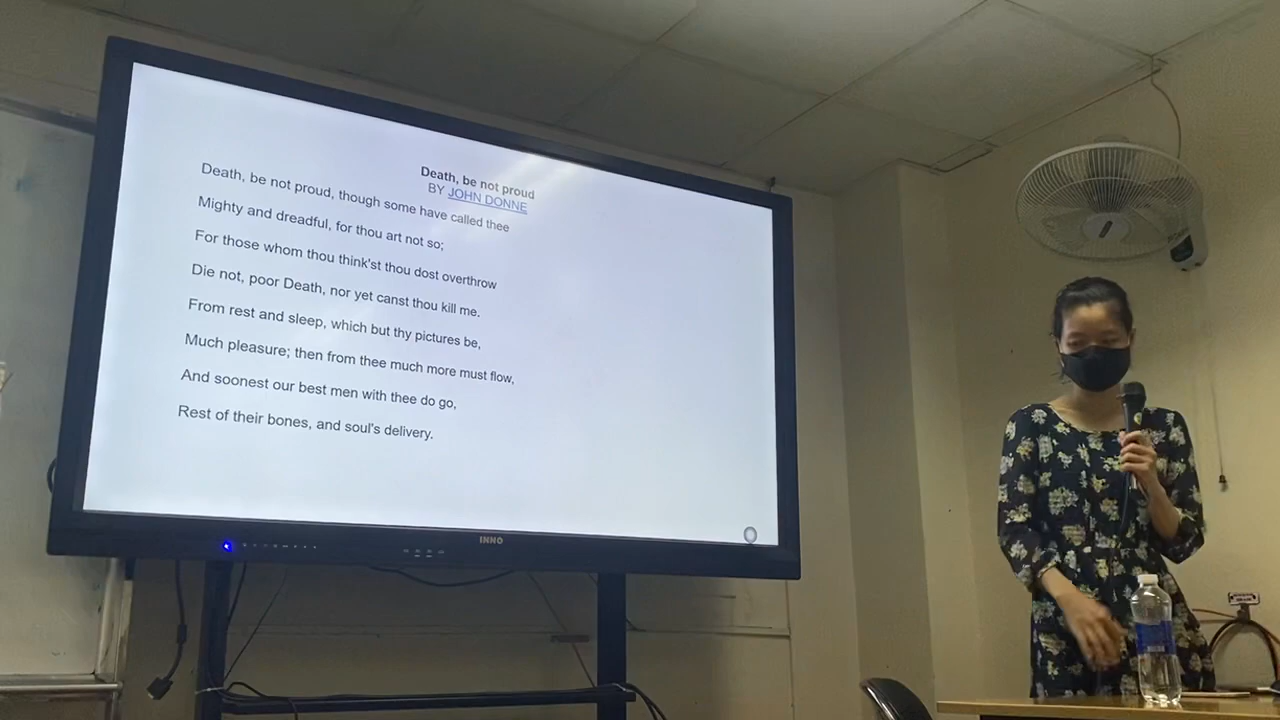 Death, be not proud
BY JOHN DONNE
Death, be not proud, though some have called thee
Mighty and dreadful, for thou art not so;
For those whom thou think'st thou dost overthrow
Die not, poor Death, nor yet canst thou kill me.
From rest and sleep, which but thy pictures be,
Much pleasure; then from thee much more must flow,
And soonest our best men with thee do go,
Rest of their bones, and soul's delivery.
INNO